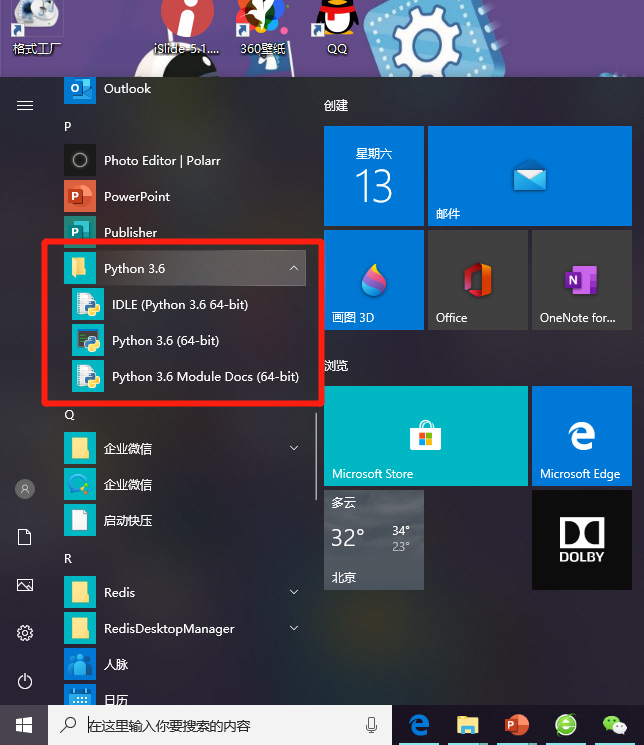 格式工厂
iSlide-5.1....
360壁纸
QQ
Outlook
P
Photo Editor | Polarr
PowerPoint
Publisher
Python 3.6
IDLE (Python 3.6 64-bit)
Python 3.6 (64-bit)
Python 3.6 Module Docs (64-bit)
Q
企业微信
企业微信
启动快压
R
Redis
RedisDesktopManager
人脉
日历
创建
星期六
13
邮件
画图 3D
Office
OneNote for...
浏览
Microsoft Store
Microsoft Edge
多云
32°
34°
23°
北京
DOLBY
在这里输入你要搜索的内容